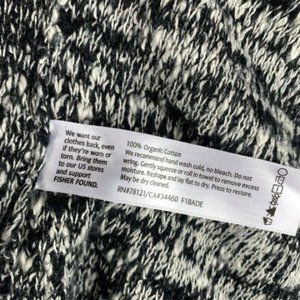 We want our
clothes back, even
if they're worn or
torn. Bring them
to our US stores
and support
FISHER FOUND.
100% Organic Cotton
We recommend hand wash cold, no bleach. Do not
wring. Gently squeeze or roll in towel to remove excess
moisture. Reshape and lay flat to dry. Press to restore.
May be dry cleaned.
RN#78121/CA#34460 F18ADE